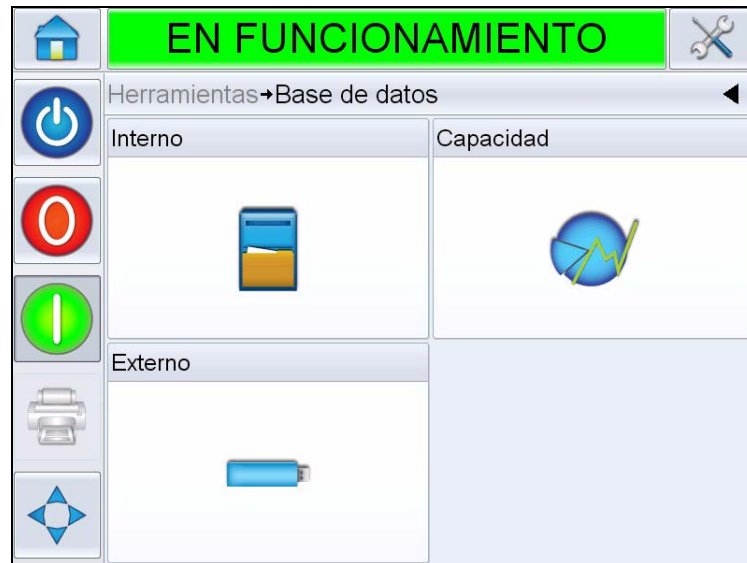 EN FUNCIONAMIENTO
Herramientas→Base de datos
Interno
Capacidad
Externo